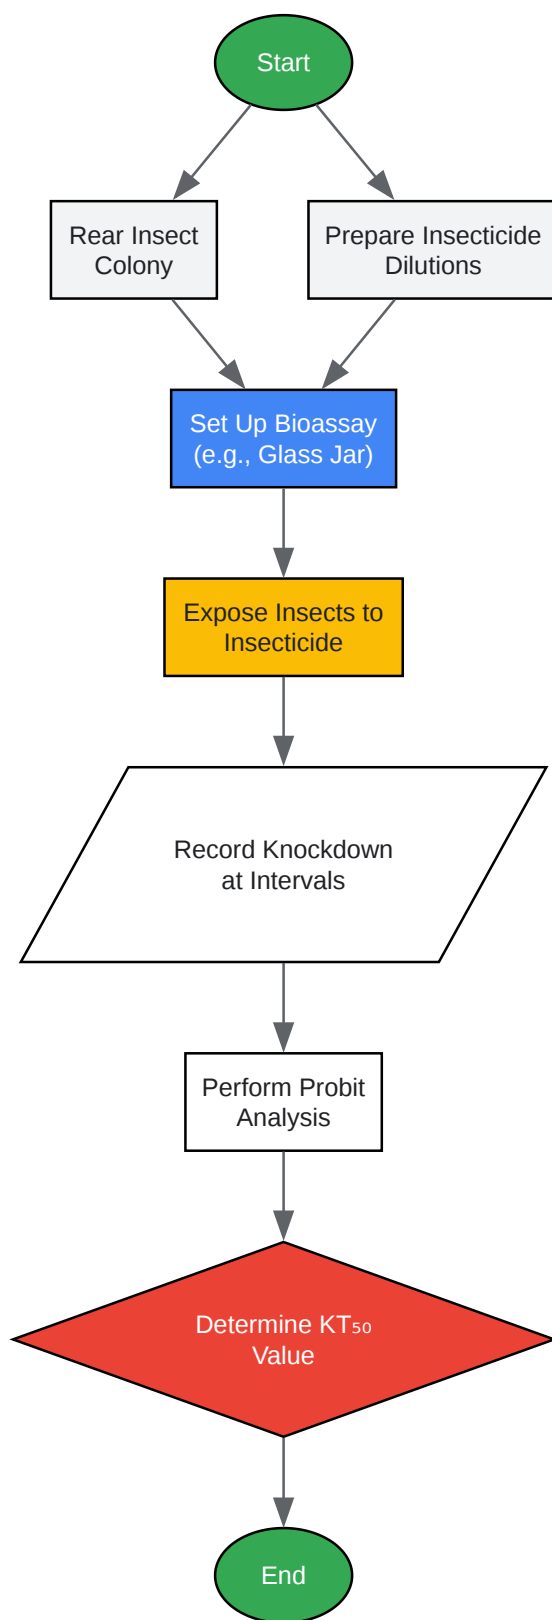 Start
Rear Insect
Colony
Prepare Insecticide
Dilutions
Set Up Bioassay
(e.g., Glass Jar)
Expose Insects to
Insecticide
Record Knockdown
at Intervals
Perform Probit
Analysis
Determine KT₅₀
Value
End